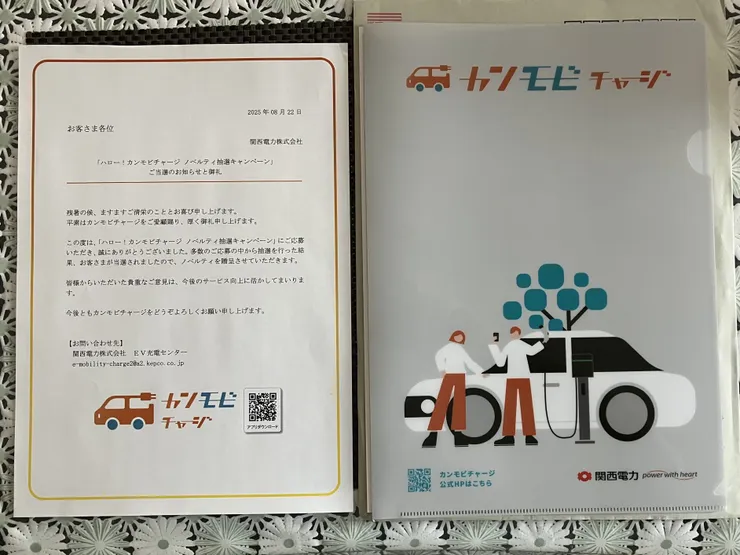 2025年08月22日
お客さま各位
関西電力株式会社
「ハロー！カンモビチャージ ノベルティ抽選キャンペーン」
ご当選のお知らせと御礼
残暑の候、ますますご清栄のこととお喜び申し上げます。
平素はカンモビチャージをご愛顧賜り、厚く御礼申し上げます。
この度は、「ハロー！カンモビチャージ ノベルティ抽選キャンペーン」にご応募
いただき、誠にありがとうございました。多数のご応募の中から抽選を行った結
果、お客さまが当選されましたので、ノベルティを贈呈させていただきます。
皆様からいただいた貴重なご意見は、今後のサービス向上に活かしてまいりま
す。
今後ともカンモビチャージをどうぞよろしくお願い申し上げます。
【お問い合わせ先】
関西電力株式会社 EV充電センター
e-mobility-charge2@a2.kepco.co.jp
カンモビ
チャージ
アプリダウンロード
カンモビ チャージ
カンモビチャージ
公式HPはこちら
関西電力 power with heart